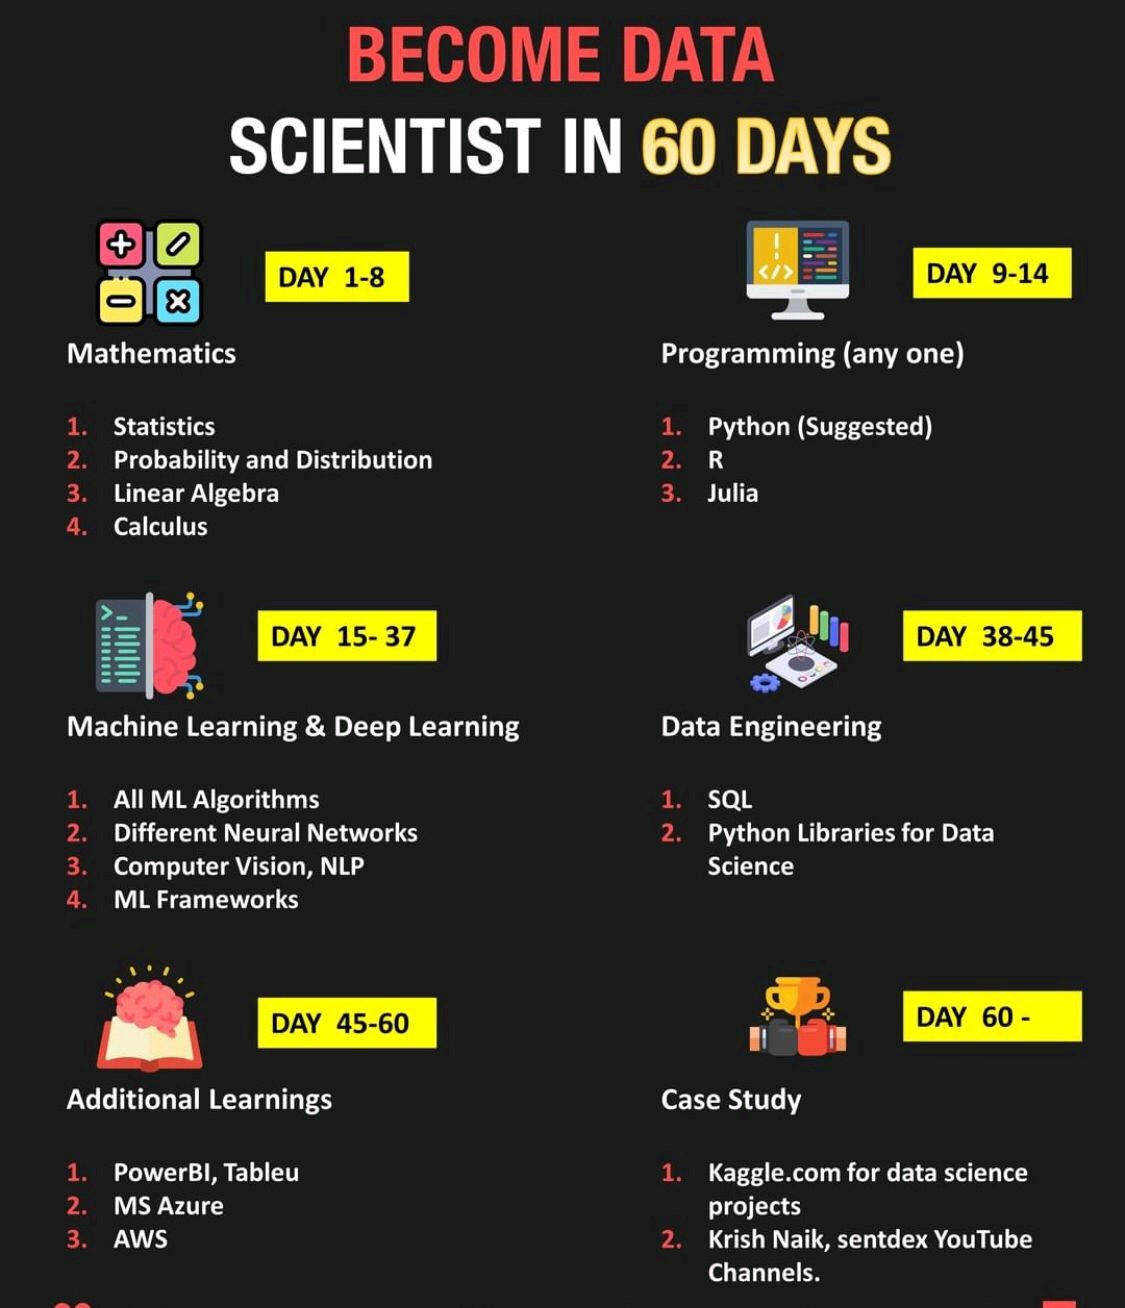 BECOME DATA
SCIENTIST IN 60 DAYS
DAY 1-8
Mathematics
1. Statistics
2. Probability and Distribution
3. Linear Algebra
4. Calculus
DAY 9-14
Programming (any one)
1. Python (Suggested)
2. R
3. Julia
DAY 15- 37
Machine Learning & Deep Learning
1. All ML Algorithms
2. Different Neural Networks
3. Computer Vision, NLP
4. ML Frameworks
DAY 38-45
Data Engineering
1. SQL
2. Python Libraries for Data
Science
DAY 45-60
Additional Learnings
1. PowerBI, Tableu
2. MS Azure
3. AWS
DAY 60 -
Case Study
1. Kaggle.com for data science
projects
2. Krish Naik, sentdex YouTube
Channels.